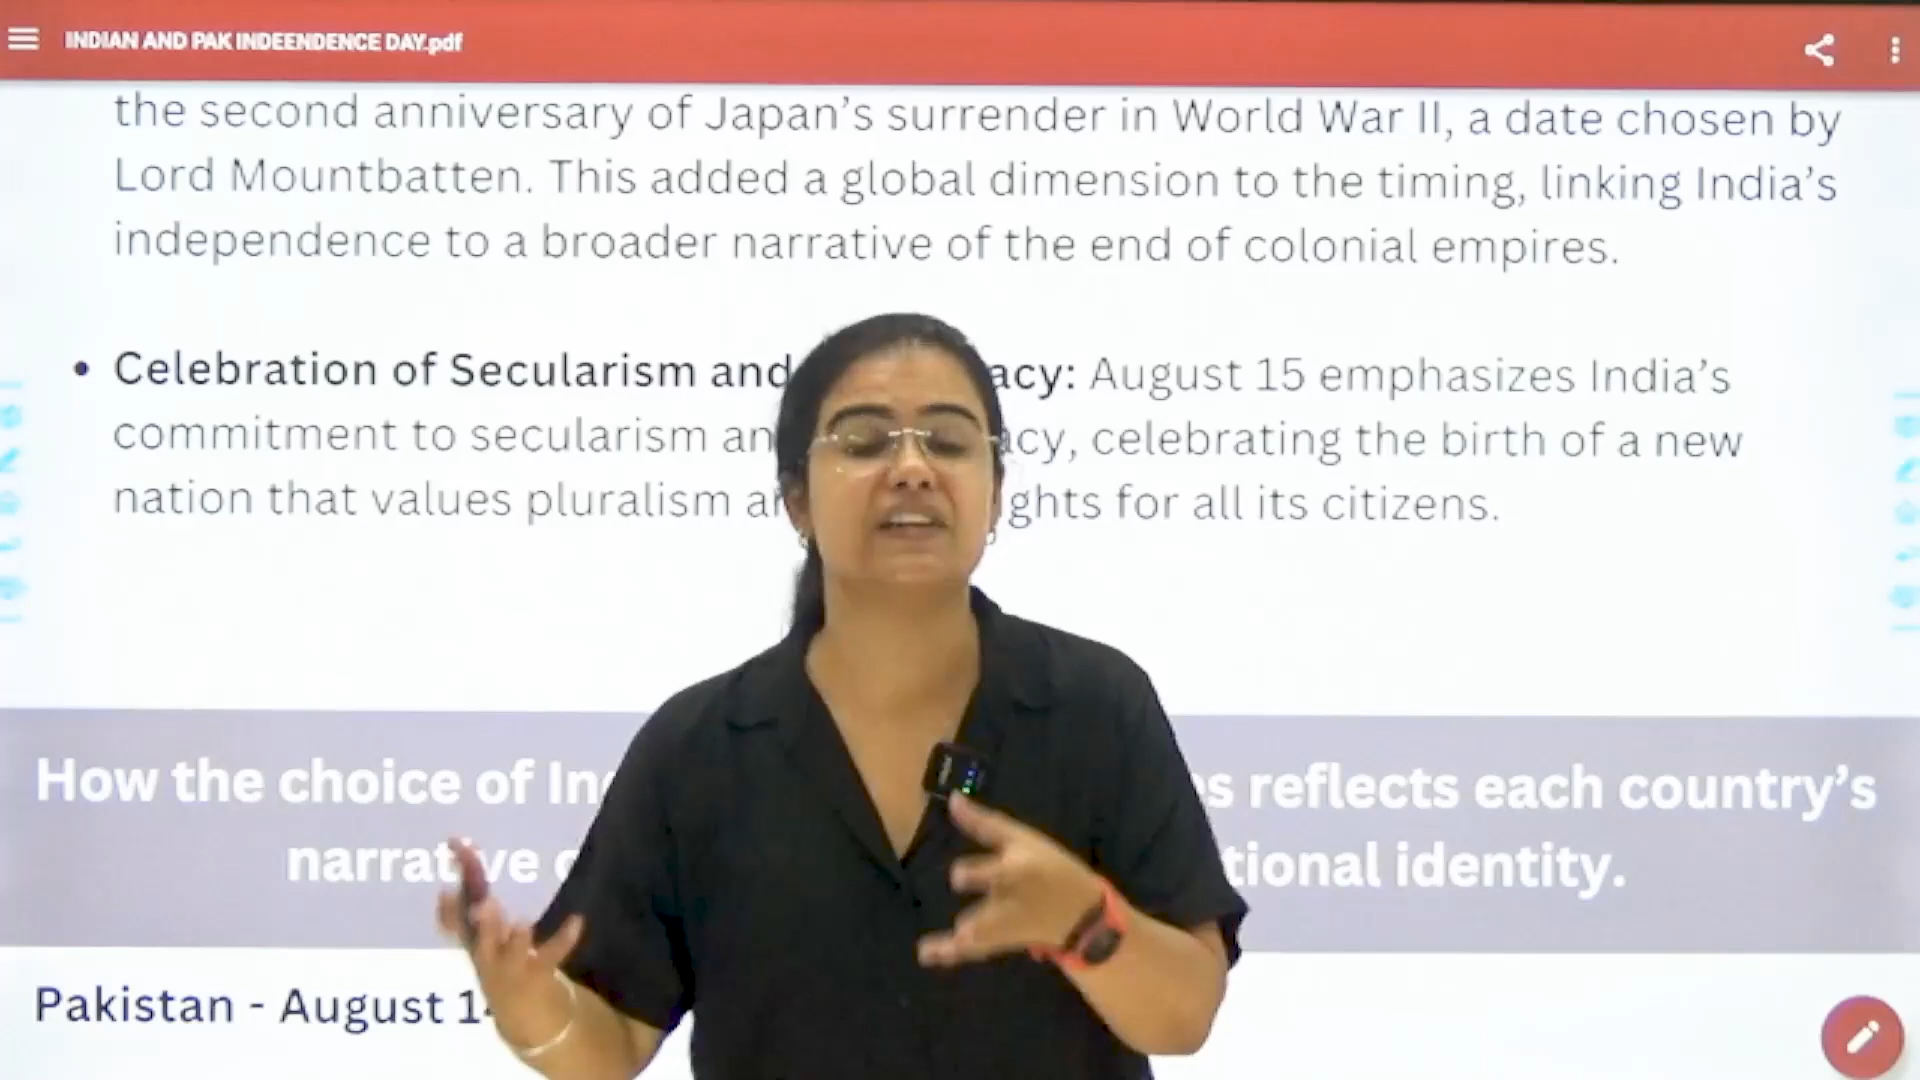 INDIAN AND PAK INDEENDENCE DAY.pdf
the second anniversary of Japan's surrender in World War II, a date chosen by
Lord Mountbatten. This added a global dimension to the timing, linking India's
independence to a broader narrative of the end of colonial empires.
• Celebration of Secularism and acy: August 15 emphasizes India's
commitment to secularism an acy, celebrating the birth of a new
nation that values pluralism a ghts for all its citizens.
How the choice of In s reflects each country's
narrative tional identity.
Pakistan - August 1